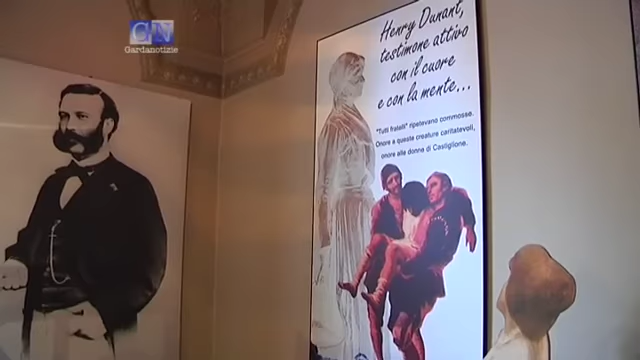 GN
Gardanotizie
Henry Dunant,
testimone attivo
con il cuore
e con la mente...
"Tutti fratelli" ripetevano commosse.
Onore a queste creature caritatevoli,
onore alle donne di Castiglione.